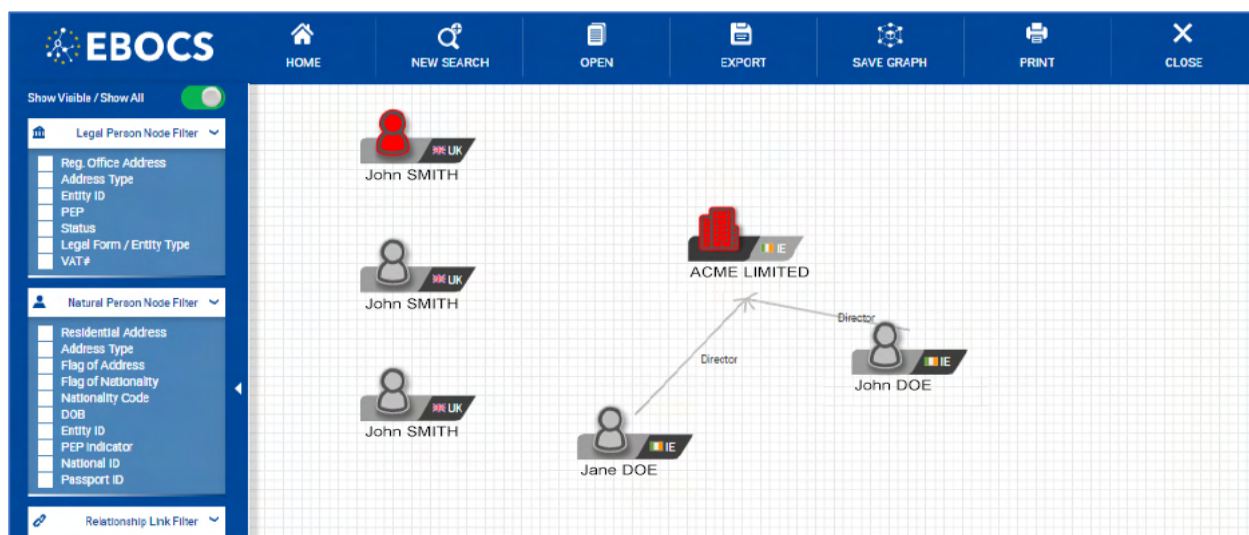 EBOCS
HOME
NEW SEARCH
OPEN
EXPORT
SAVE GRAPH
PRINT
CLOSE
Show Visible / Show All
Legal Person Node Filter
Reg. Office Address
Address Type
Entity ID
PEP
Status
Legal Form / Entity Type
VAT#
Natural Person Node Filter
Residential Address
Address Type
Flag of Address
Flag of Nationality
Nationality Code
DOB
Entity ID
PEP Indicator
National ID
Passport ID
Relationship Link Filter
UK
John SMITH
UK
John SMITH
UK
John SMITH
IE
ACME LIMITED
Director
Director
IE
John DOE
IE
Jane DOE